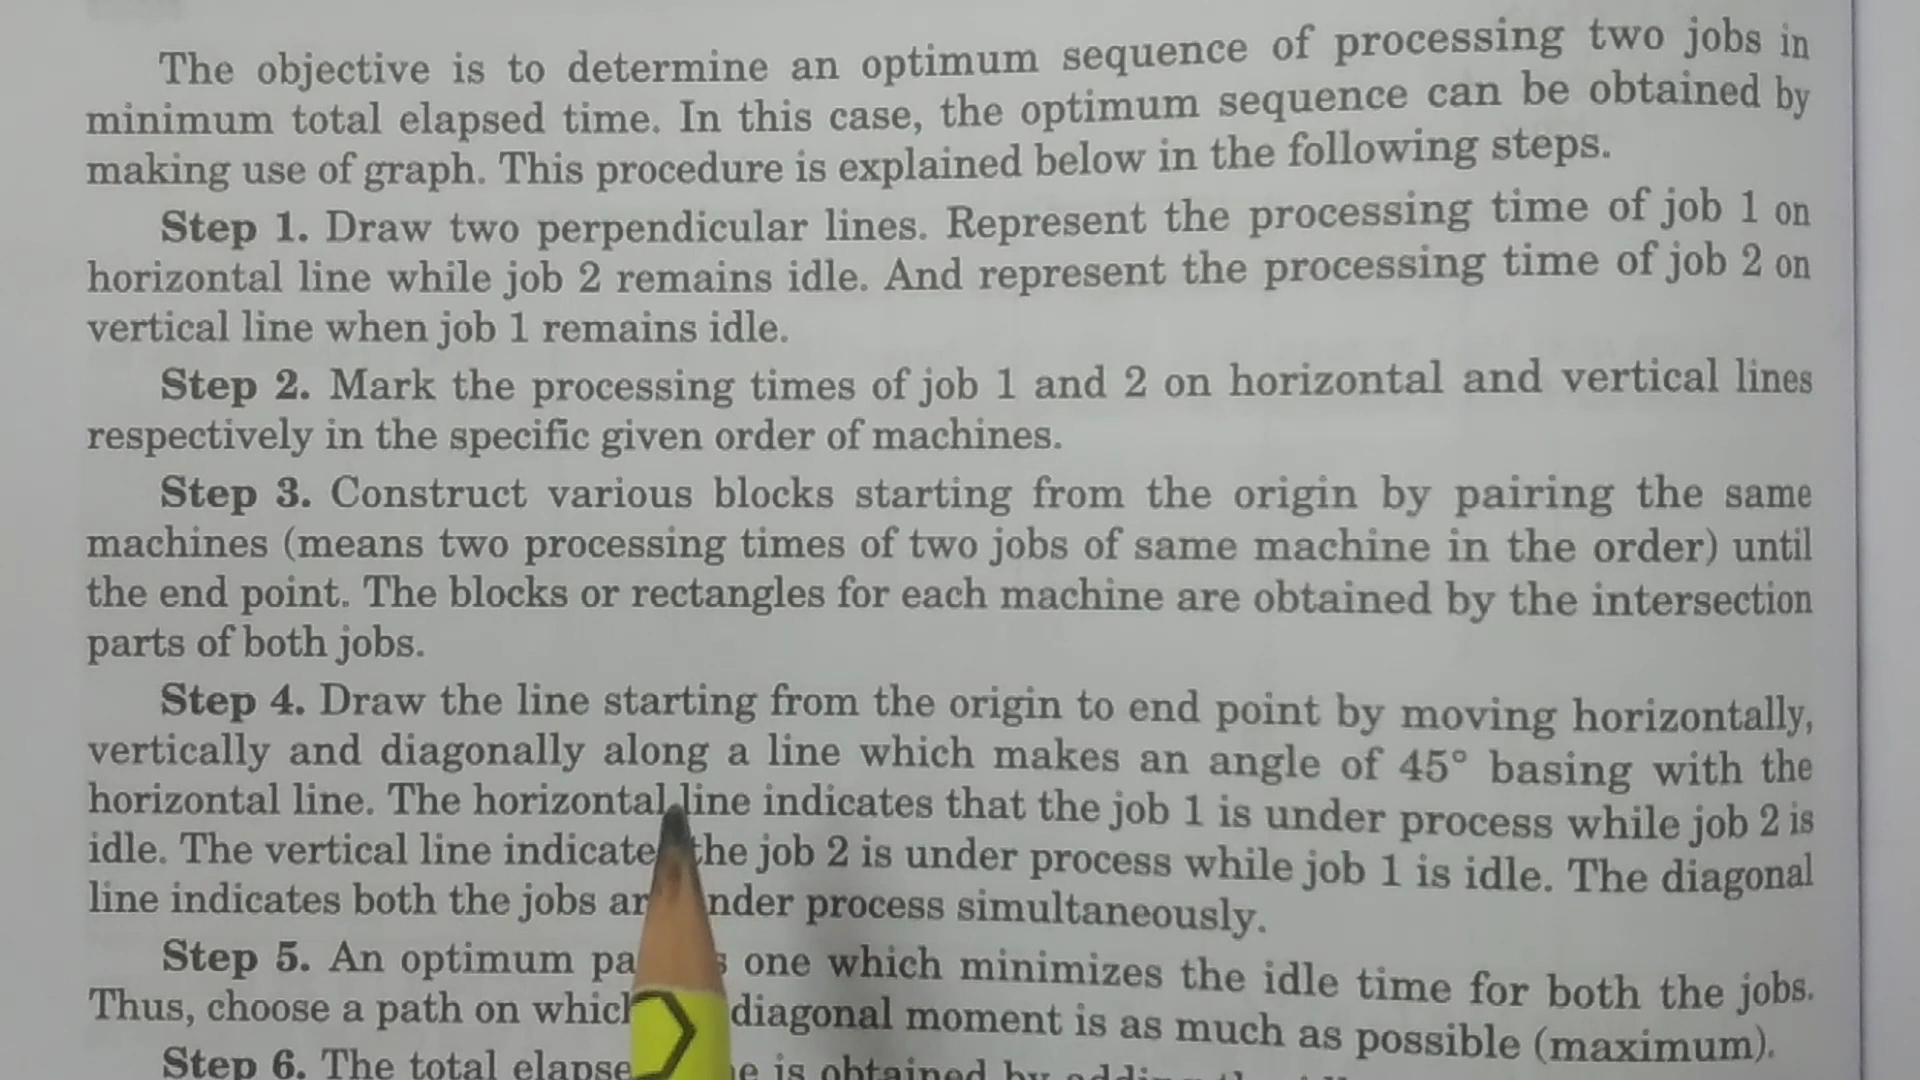 The objective is to determine an optimum sequence of processing two jobs in
minimum total elapsed time. In this case, the optimum sequence can be obtained by
making use of graph. This procedure is explained below in the following steps.
Step 1. Draw two perpendicular lines. Represent the processing time of job 1 on
horizontal line while job 2 remains idle. And represent the processing time of job 2 on
vertical line when job 1 remains idle.
Step 2. Mark the processing times of job 1 and 2 on horizontal and vertical lines
respectively in the specific given order of machines.
Step 3. Construct various blocks starting from the origin by pairing the same
machines (means two processing times of two jobs of same machine in the order) until
the end point. The blocks or rectangles for each machine are obtained by the intersection
parts of both jobs.
Step 4. Draw the line starting from the origin to end point by moving horizontally,
vertically and diagonally along a line which makes an angle of 45° basing with the
horizontal line. The horizontal line indicates that the job 1 is under process while job 2 is
idle. The vertical line indicate the job 2 is under process while job 1 is idle. The diagonal
line indicates both the jobs process simultaneously.
Step 5. An optimum one which minimizes the idle time for both the jobs.
Thus, choose a path on diagonal moment is as much as possible (maximum).
Step 6. The total is obtained by